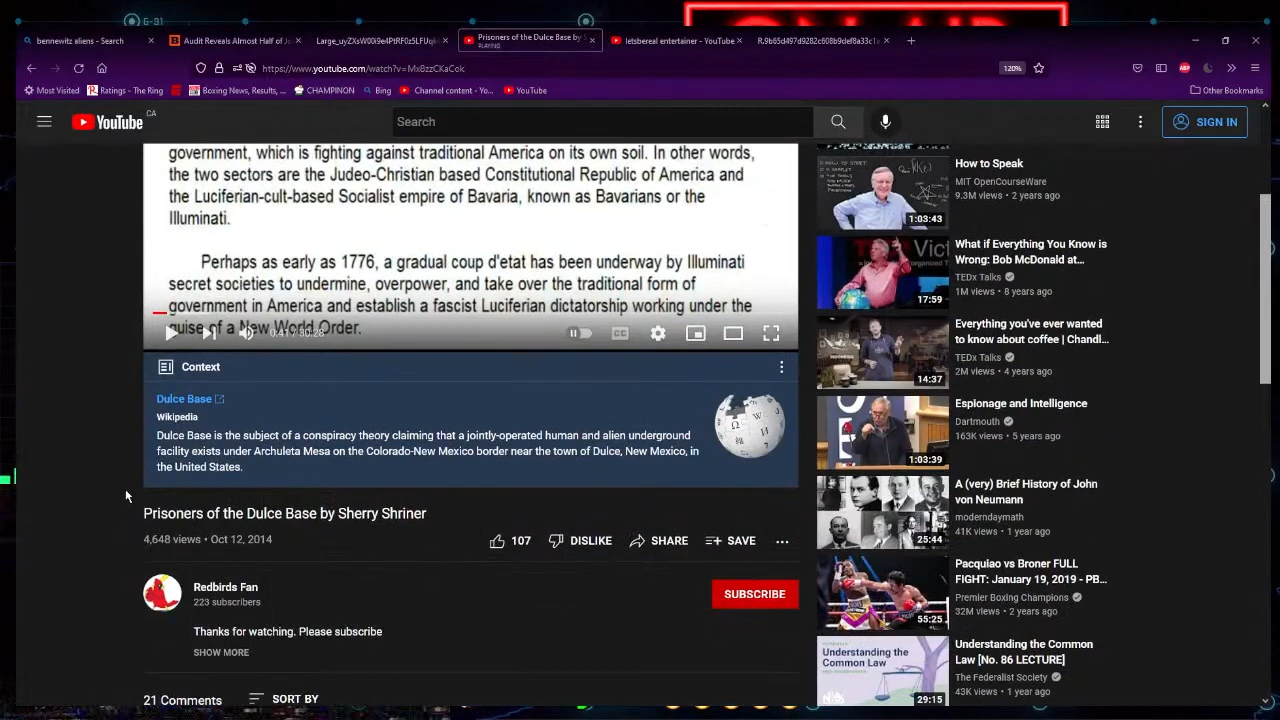 6-31
bennewitz aliens - Search
Audit Reveals Almost Half of J
Large_uyZXsW00i9e4PtRF0z5LFUqk
Prisoners of the Dulce Base by S
PLAYING
letsbereal entertainer - YouTube
R.9b65d497d9282c608b9def8a33c1
https://www.youtube.com/watch?v=Mx8zzCKaCok
120%
ABP
Most Visited
Ratings - The Ring
Boxing News, Results, ...
CHAMPINON
Bing
Channel content - Yo...
YouTube
Other Bookmarks
YouTube CA
Search
SIGN IN
government, which is fighting against traditional America on its own soil. In other words,
the two sectors are the Judeo-Christian based Constitutional Republic of America and
the Luciferian-cult-based Socialist empire of Bavaria, known as Bavarians or the
Illuminati.
Perhaps as early as 1776, a gradual coup d'etat has been underway by Illuminati
secret societies to undermine, overpower, and take over the traditional form of
government in America and establish a fascist Luciferian dictatorship working under the
guise of a New World Order.
0:41 / 30:28
CC
Context
Dulce Base
Wikipedia
Dulce Base is the subject of a conspiracy theory claiming that a jointly-operated human and alien underground
facility exists under Archuleta Mesa on the Colorado-New Mexico border near the town of Dulce, New Mexico, in
the United States.
Prisoners of the Dulce Base by Sherry Shriner
4,648 views • Oct 12, 2014
107
DISLIKE
SHARE
SAVE
Redbirds Fan
223 subscribers
SUBSCRIBE
Thanks for watching. Please subscribe
SHOW MORE
21 Comments
SORT BY
How to Speak
MIT OpenCourseWare
9.3M views • 2 years ago
1:03:43
What if Everything You Know is
Wrong: Bob McDonald at...
TEDx Talks
1M views • 8 years ago
17:59
Everything you've ever wanted
to know about coffee | Chandl...
TEDx Talks
2M views • 4 years ago
14:37
Espionage and Intelligence
Dartmouth
163K views • 5 years ago
1:03:39
A (very) Brief History of John
von Neumann
moderndaymath
41K views • 1 year ago
25:44
Pacquiao vs Broner FULL
FIGHT: January 19, 2019 - PB...
Premier Boxing Champions
32M views • 2 years ago
55:25
Understanding the Common
Law [No. 86 LECTURE]
The Federalist Society
43K views • 1 year ago
Understanding the
Common Law
29:15